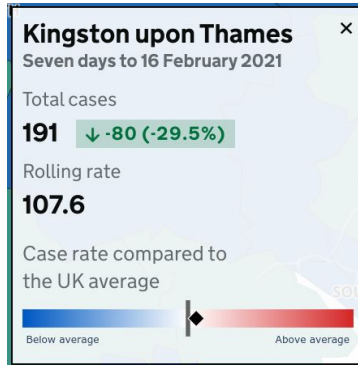 Kingston upon Thames ×
Seven days to 16 February 2021
Total cases
191 ↓ -80 (-29.5%)
Rolling rate
107.6
Case rate compared to
the UK average
Below average Above average